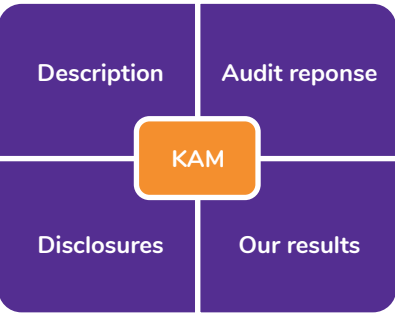 Description
Audit reponse
KAM
Disclosures
Our results